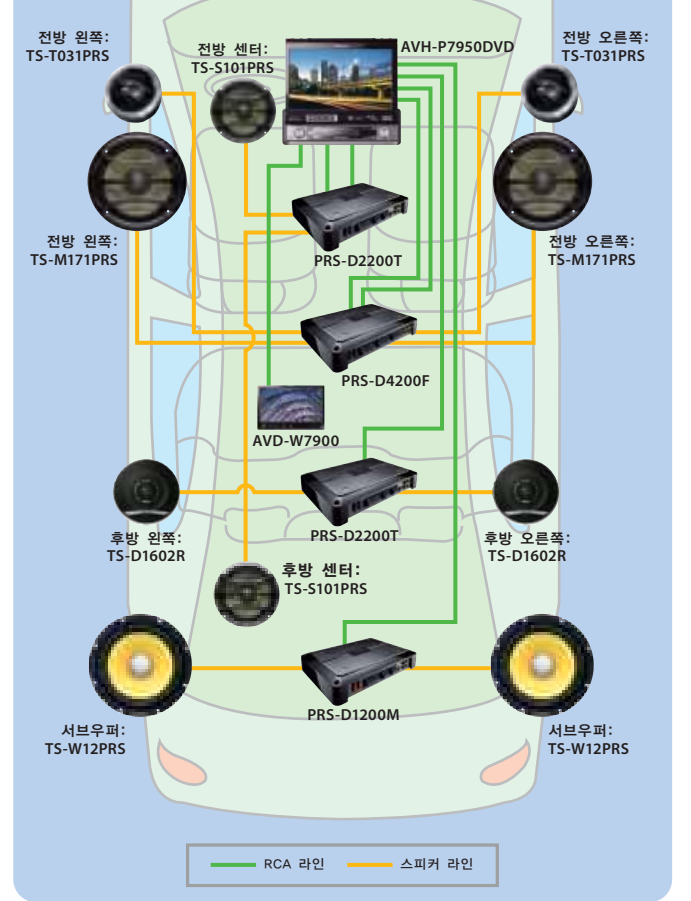 전방 왼쪽:
TS-T031PRS
전방 센터:
TS-S101PRS
AVH-P7950DVD
전방 오른쪽:
TS-T031PRS
전방 왼쪽:
TS-M171PRS
PRS-D2200T
전방 오른쪽:
TS-M171PRS
PRS-D4200F
AVD-W7900
후방 왼쪽:
TS-D1602R
PRS-D2200T
후방 오른쪽:
TS-D1602R
후방 센터:
TS-S101PRS
서브우퍼:
TS-W12PRS
PRS-D1200M
서브우퍼:
TS-W12PRS
RCA 라인
스피커 라인